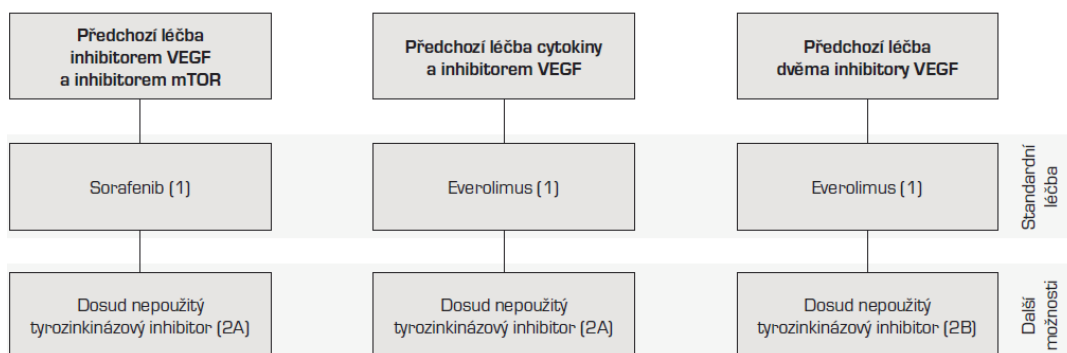 Předchozí léčba
inhibitorem VEGF
a inhibitorem mTOR
Předchozí léčba cytokiny
a inhibitorem VEGF
Předchozí léčba
dvěma inhibitory VEGF
Sorafenib (1)
Everolimus (1)
Everolimus (1)
Standardní
léčba
Dosud nepoužitý
tyrozinkinázový inhibitor (2A)
Dosud nepoužitý
tyrozinkinázový inhibitor (2A)
Dosud nepoužitý
tyrozinkinázový inhibitor (2B)
Další
možnosti